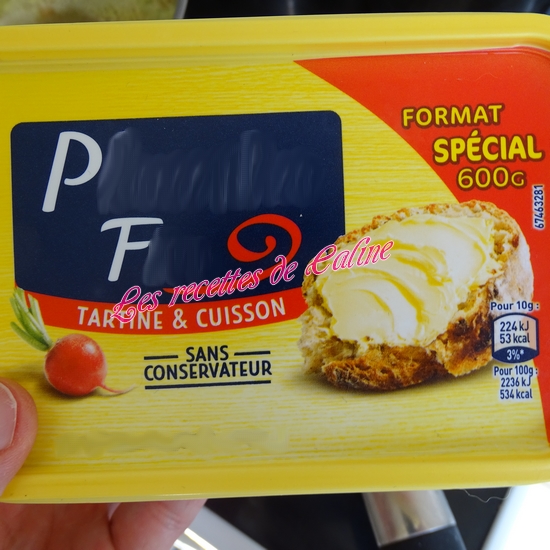 P
F
Les recettes de Caline
TARTINE & CUISSON
SANS
CONSERVATEUR
FORMAT
SPÉCIAL
600G
67463281
Pour 10g :
224 kJ
53 kcal
3%*
Pour 100g :
2236 kJ
534 kcal